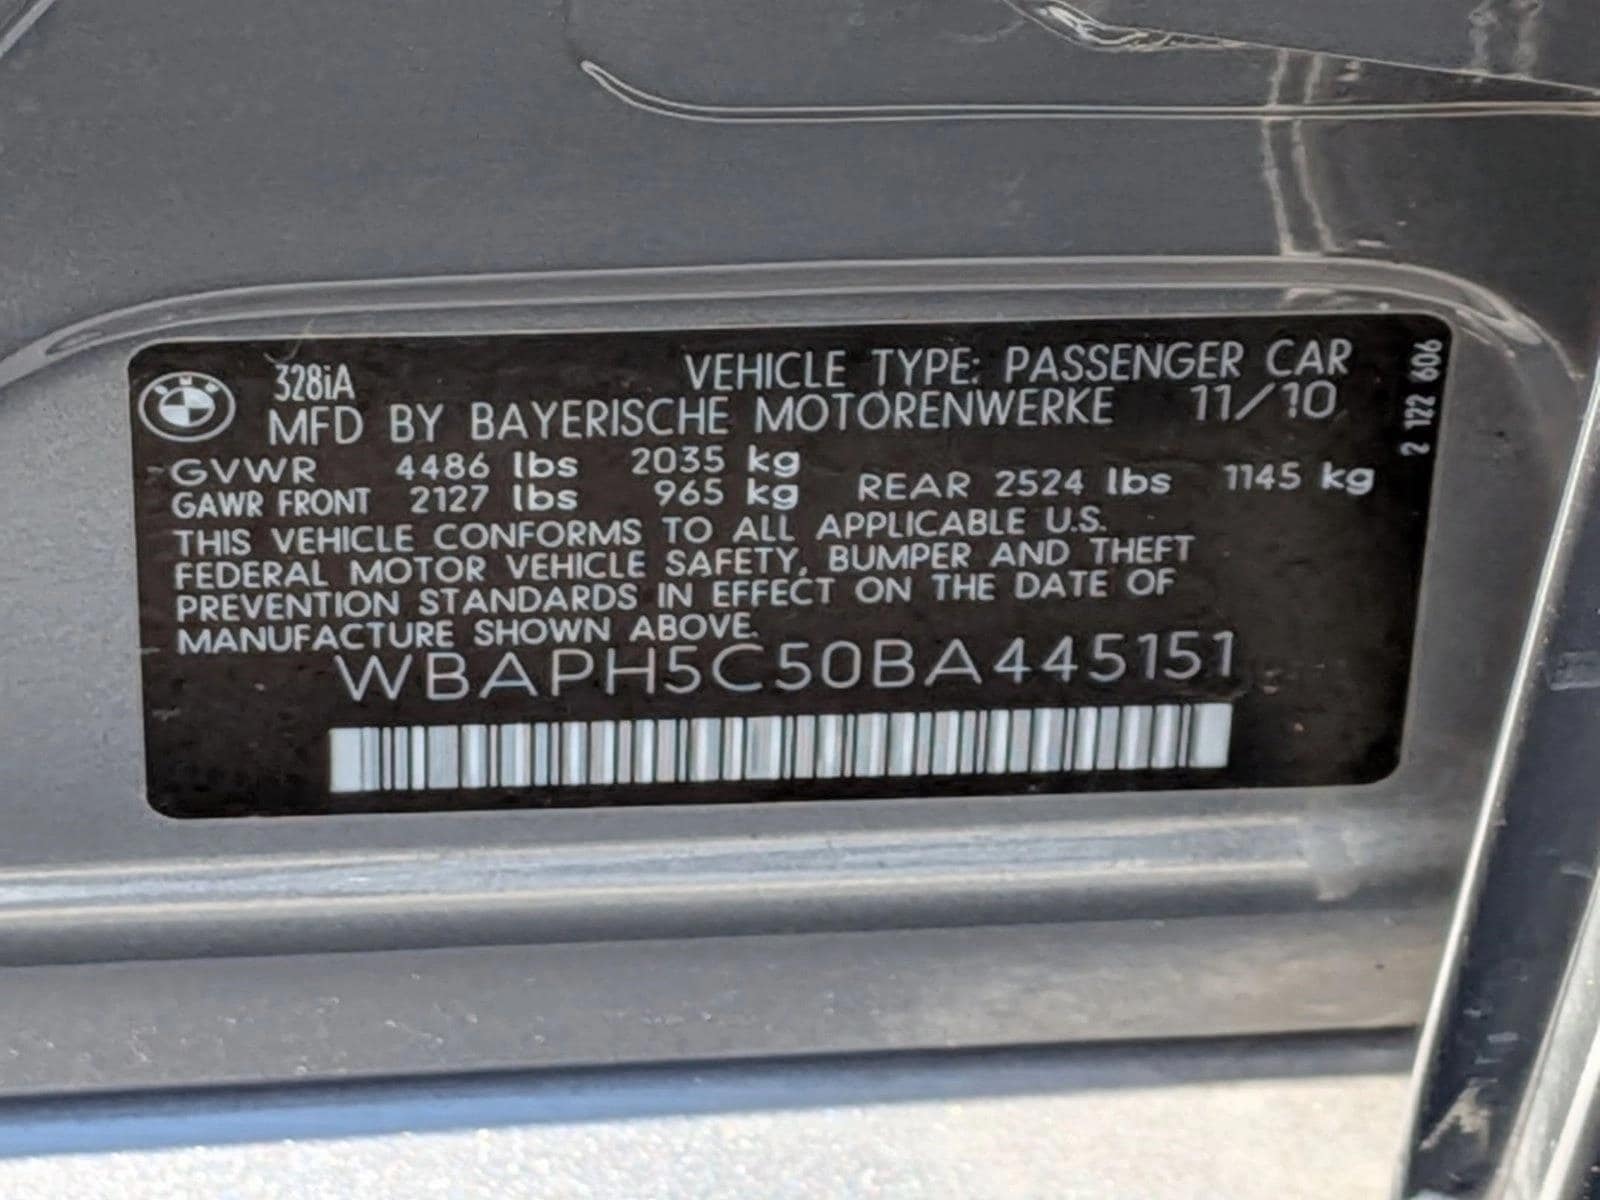 328iA
VEHICLE TYPE: PASSENGER CAR
MFD BY BAYERISCHE MOTORENWERKE 11/10
GVWR 4486 lbs 2035 kg
GAWR FRONT 2127 lbs 965 kg REAR 2524 lbs 1145 kg
THIS VEHICLE CONFORMS TO ALL APPLICABLE U.S.
FEDERAL MOTOR VEHICLE SAFETY, BUMPER AND THEFT
PREVENTION STANDARDS IN EFFECT ON THE DATE OF
MANUFACTURE SHOWN ABOVE.
WBAPH5C50BA445151
2 122 606
BMW